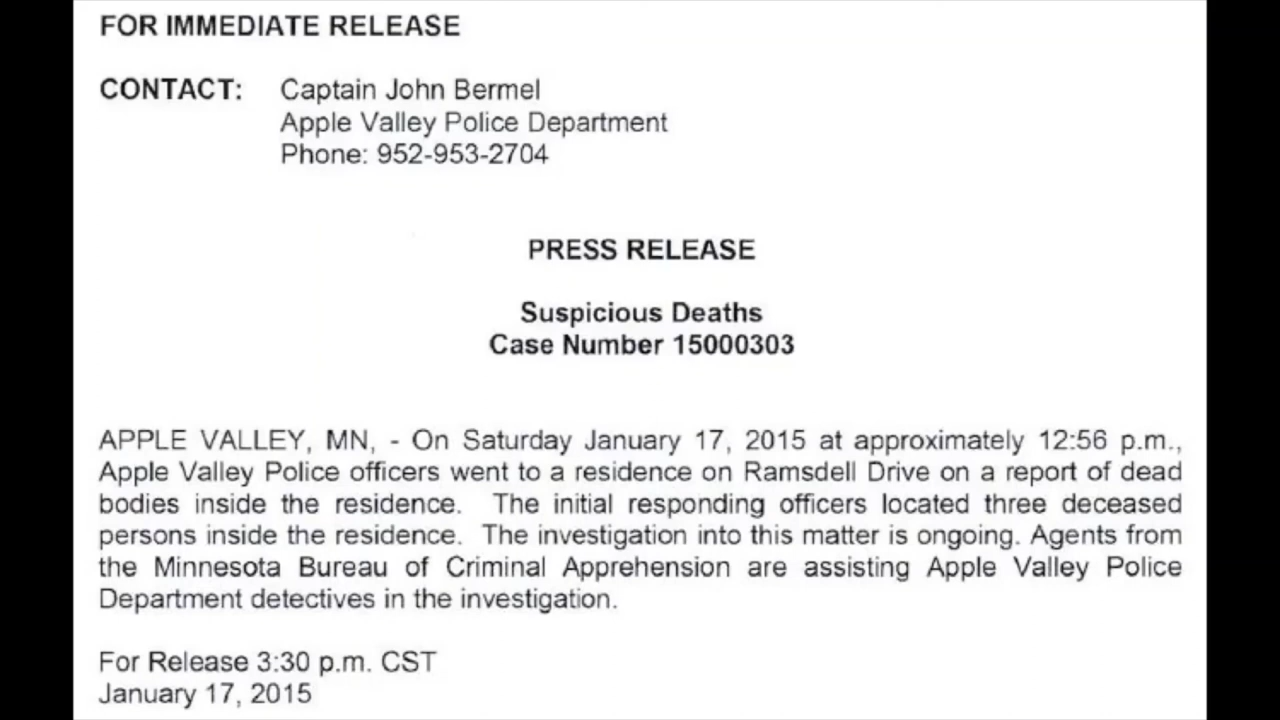 FOR IMMEDIATE RELEASE
CONTACT: Captain John Bermel
Apple Valley Police Department
Phone: 952-953-2704
PRESS RELEASE
Suspicious Deaths
Case Number 15000303
APPLE VALLEY, MN, - On Saturday January 17, 2015 at approximately 12:56 p.m.,
Apple Valley Police officers went to a residence on Ramsdell Drive on a report of dead
bodies inside the residence. The initial responding officers located three deceased
persons inside the residence. The investigation into this matter is ongoing. Agents from
the Minnesota Bureau of Criminal Apprehension are assisting Apple Valley Police
Department detectives in the investigation.
For Release 3:30 p.m. CST
January 17, 2015